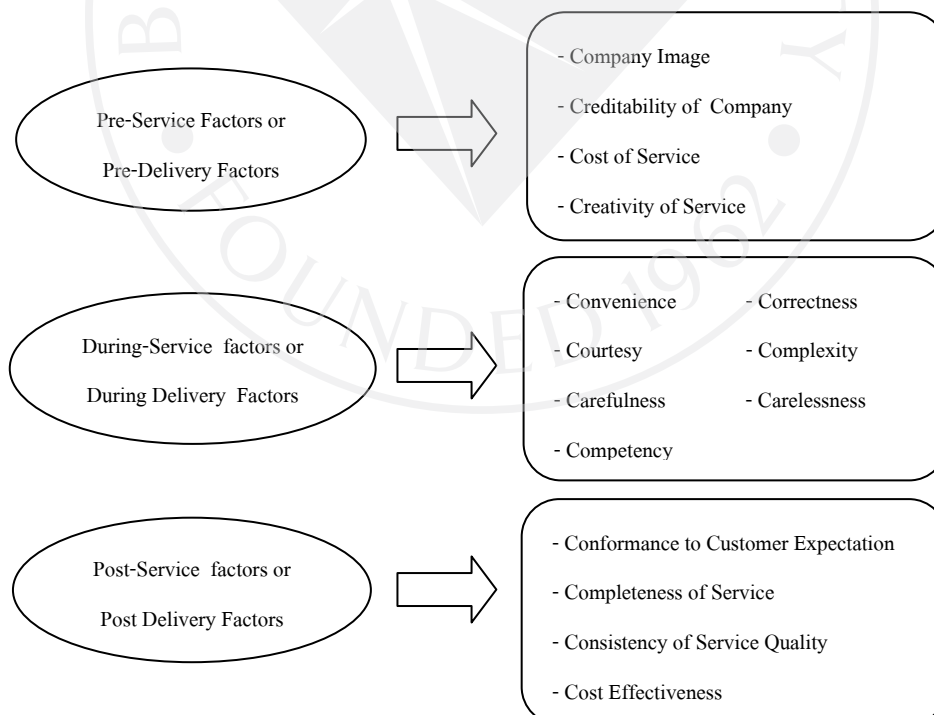 Pre-Service Factors or
Pre-Delivery Factors
- Company Image
- Creditability of Company
- Cost of Service
- Creativity of Service
During-Service factors or
During Delivery Factors
- Convenience
- Correctness
- Courtesy
- Complexity
- Carefulness
- Carelessness
- Competency
Post-Service factors or
Post Delivery Factors
- Conformance to Customer Expectation
- Completeness of Service
- Consistency of Service Quality
- Cost Effectiveness
B
Y
FOUNDED 1962